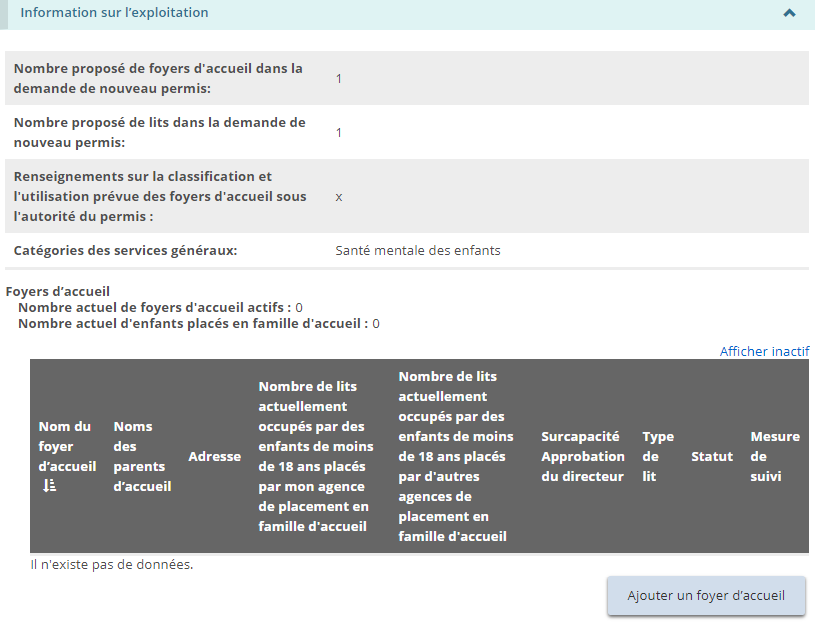 Information sur l’exploitation
Nombre proposé de foyers d'accueil dans la
demande de nouveau permis:
1
Nombre proposé de lits dans la demande de
nouveau permis:
1
Renseignements sur la classification et
l'utilisation prévue des foyers d'accueil sous
l'autorité du permis :
x
Catégories des services généraux:
Santé mentale des enfants
Foyers d’accueil
Nombre actuel de foyers d'accueil actifs : 0
Nombre actuel d'enfants placés en famille d'accueil : 0
Afficher inactif
Nom du
foyer
d’accueil
Noms
des
parents
d’accueil
Adresse
Nombre de lits
actuellement
occupés par des
enfants de moins
de 18 ans placés
par mon agence
de placement en
famille d'accueil
Nombre de lits
actuellement
occupés par des
enfants de moins
de 18 ans placés
par d'autres
agences de
placement en
famille d'accueil
Surcapacité
Approbation
du directeur
Type
de
lit
Statut
Mesure
de
suivi
Il n'existe pas de données.
Ajouter un foyer d’accueil